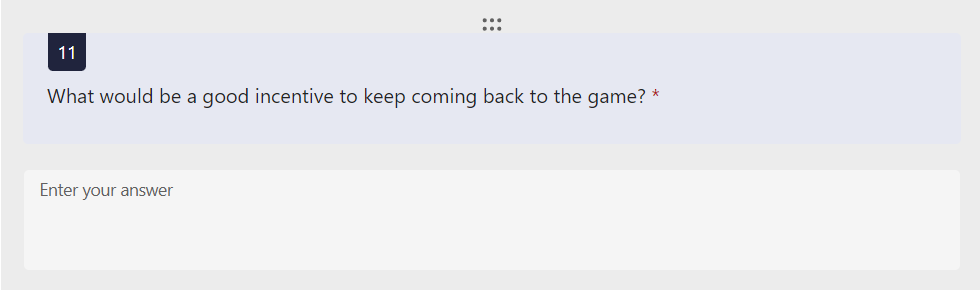 11
What would be a good incentive to keep coming back to the game? *
Enter your answer